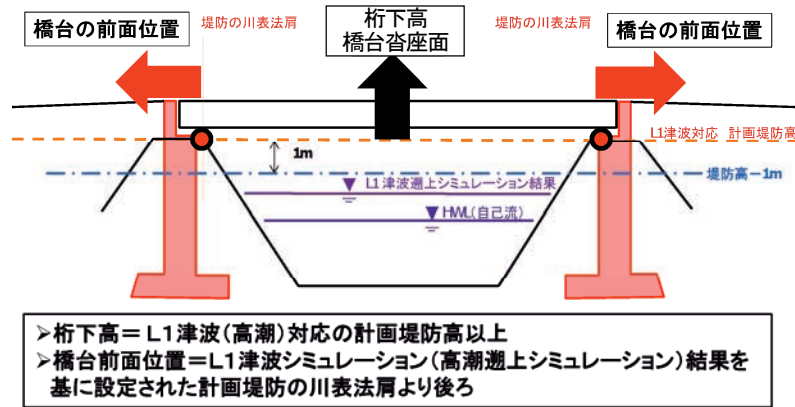 橋台の前面位置
堤防の川表法肩
桁下高
橋台沓座面
堤防の川表法肩
橋台の前面位置
L1津波対応 計画堤防高
1m
堤防高－1m
L1津波遡上シミュレーション結果
HWL(自己流)
➢桁下高＝L1津波(高潮)対応の計画堤防高以上
➢橋台前面位置＝L1津波シミュレーション(高潮遡上シミュレーション)結果を
基に設定された計画堤防の川表法肩より後ろ